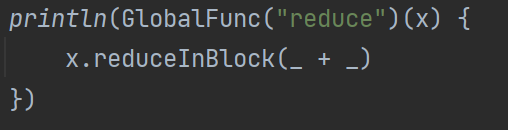 println(GlobalFunc("reduce")(x) {
    x.reduceInBlock(_ + _)
})